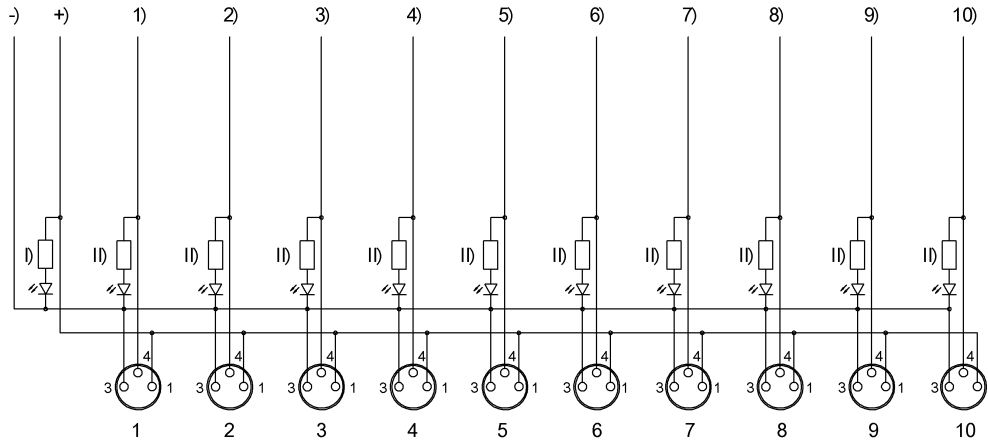 -) +) 1) 2) 3) 4) 5) 6) 7) 8) 9) 10)
I) II) II) II) II) II) II) II) II) II) II)
4 4 4 4 4 4 4 4 4 4
3 1 3 1 3 1 3 1 3 1 3 1 3 1 3 1 3 1 3 1
1 2 3 4 5 6 7 8 9 10